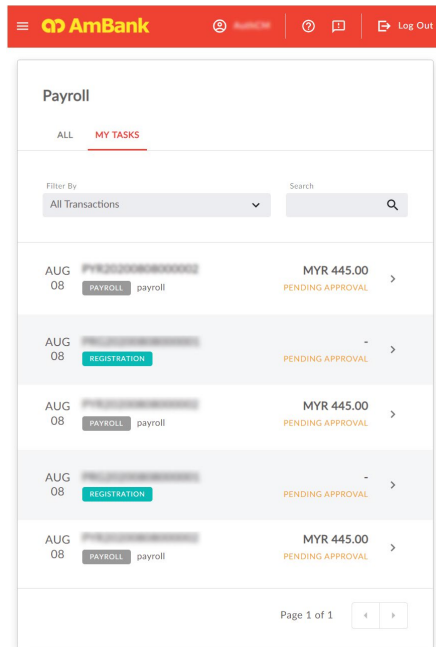 AmBank
Log Out
Payroll
ALL MY TASKS
Filter By Search
All Transactions
AUG MYR 445.00
08 PAYROLL payroll PENDING APPROVAL
AUG -
08 REGISTRATION PENDING APPROVAL
AUG MYR 445.00
08 PAYROLL payroll PENDING APPROVAL
AUG -
08 REGISTRATION PENDING APPROVAL
AUG MYR 445.00
08 PAYROLL payroll PENDING APPROVAL
Page 1 of 1